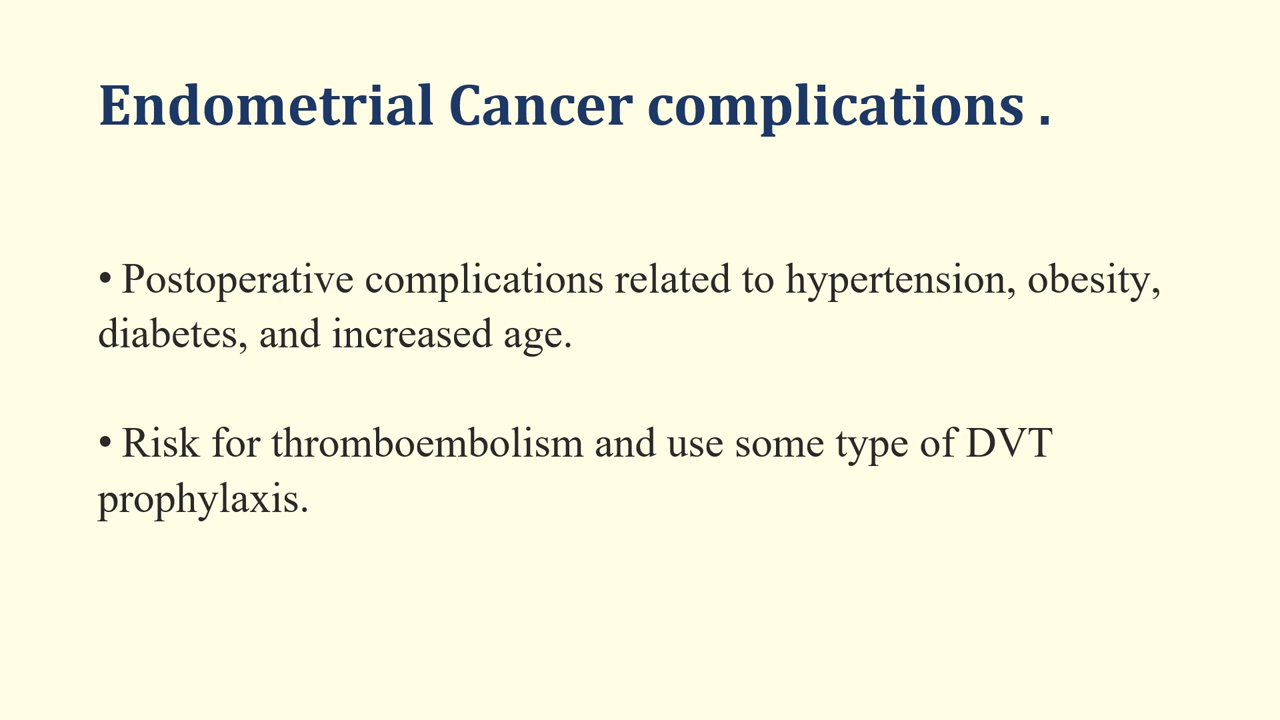 Endometrial Cancer complications .
• Postoperative complications related to hypertension, obesity,
diabetes, and increased age.
• Risk for thromboembolism and use some type of DVT
prophylaxis.